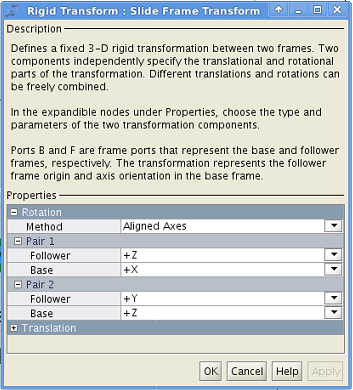 Rigid Transform : Slide Frame Transform
Description
Defines a fixed 3-D rigid transformation between two frames. Two
components independently specify the translational and rotational
parts of the transformation. Different translations and rotations can
be freely combined.
In the expandable nodes under Properties, choose the type and
parameters of the two transformation components.
Ports B and F are frame ports that represent the base and follower
frames, respectively. The transformation represents the follower
frame origin and axis orientation in the base frame.
Properties
Rotation
Method Aligned Axes
Pair 1
Follower +Z
Base +X
Pair 2
Follower +Y
Base +Z
Translation
OK Cancel Help Apply